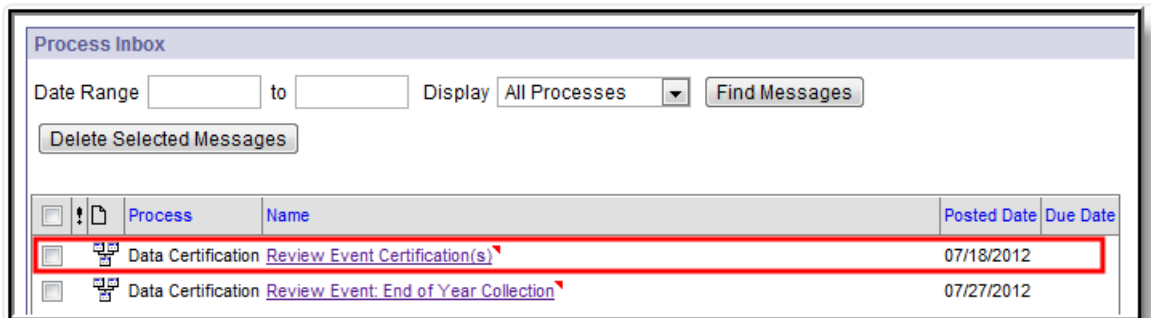 Process Inbox
Date Range to Display All Processes Find Messages
Delete Selected Messages
! Process Name Posted Date Due Date
Data Certification Review Event Certification(s) 07/18/2012
Data Certification Review Event: End of Year Collection 07/27/2012